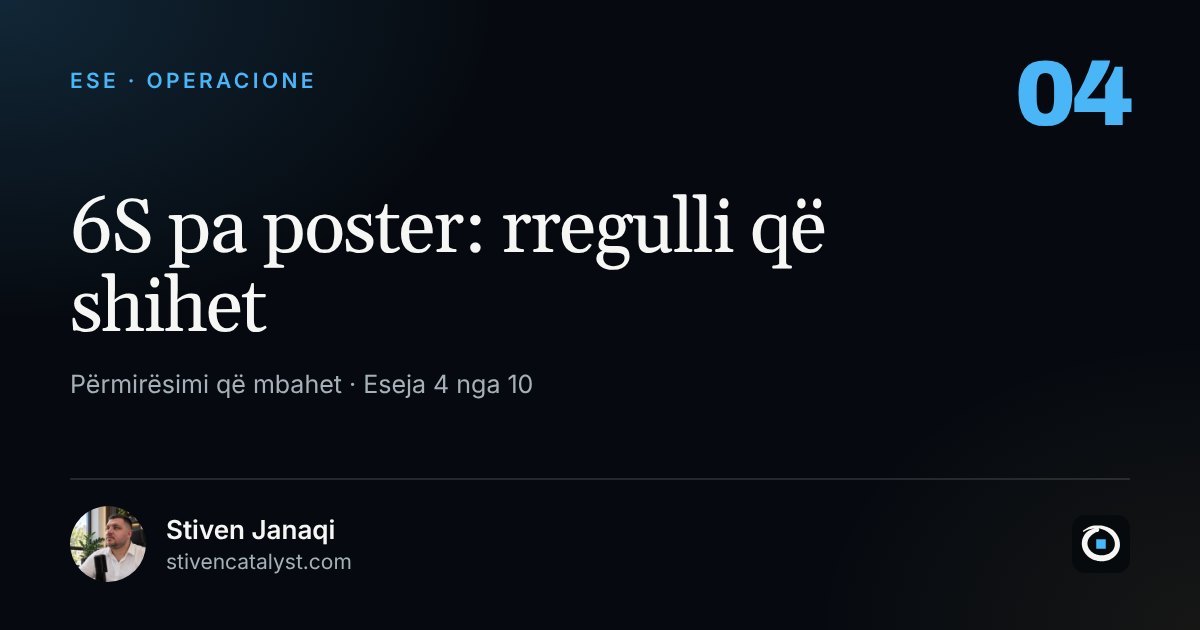 ESE · OPERACIONE
04
6S pa poster: rregulli që
shihet
Përmirësimi që mbahet · Eseja 4 nga 10
Stiven Janaqi
stivencatalyst.com